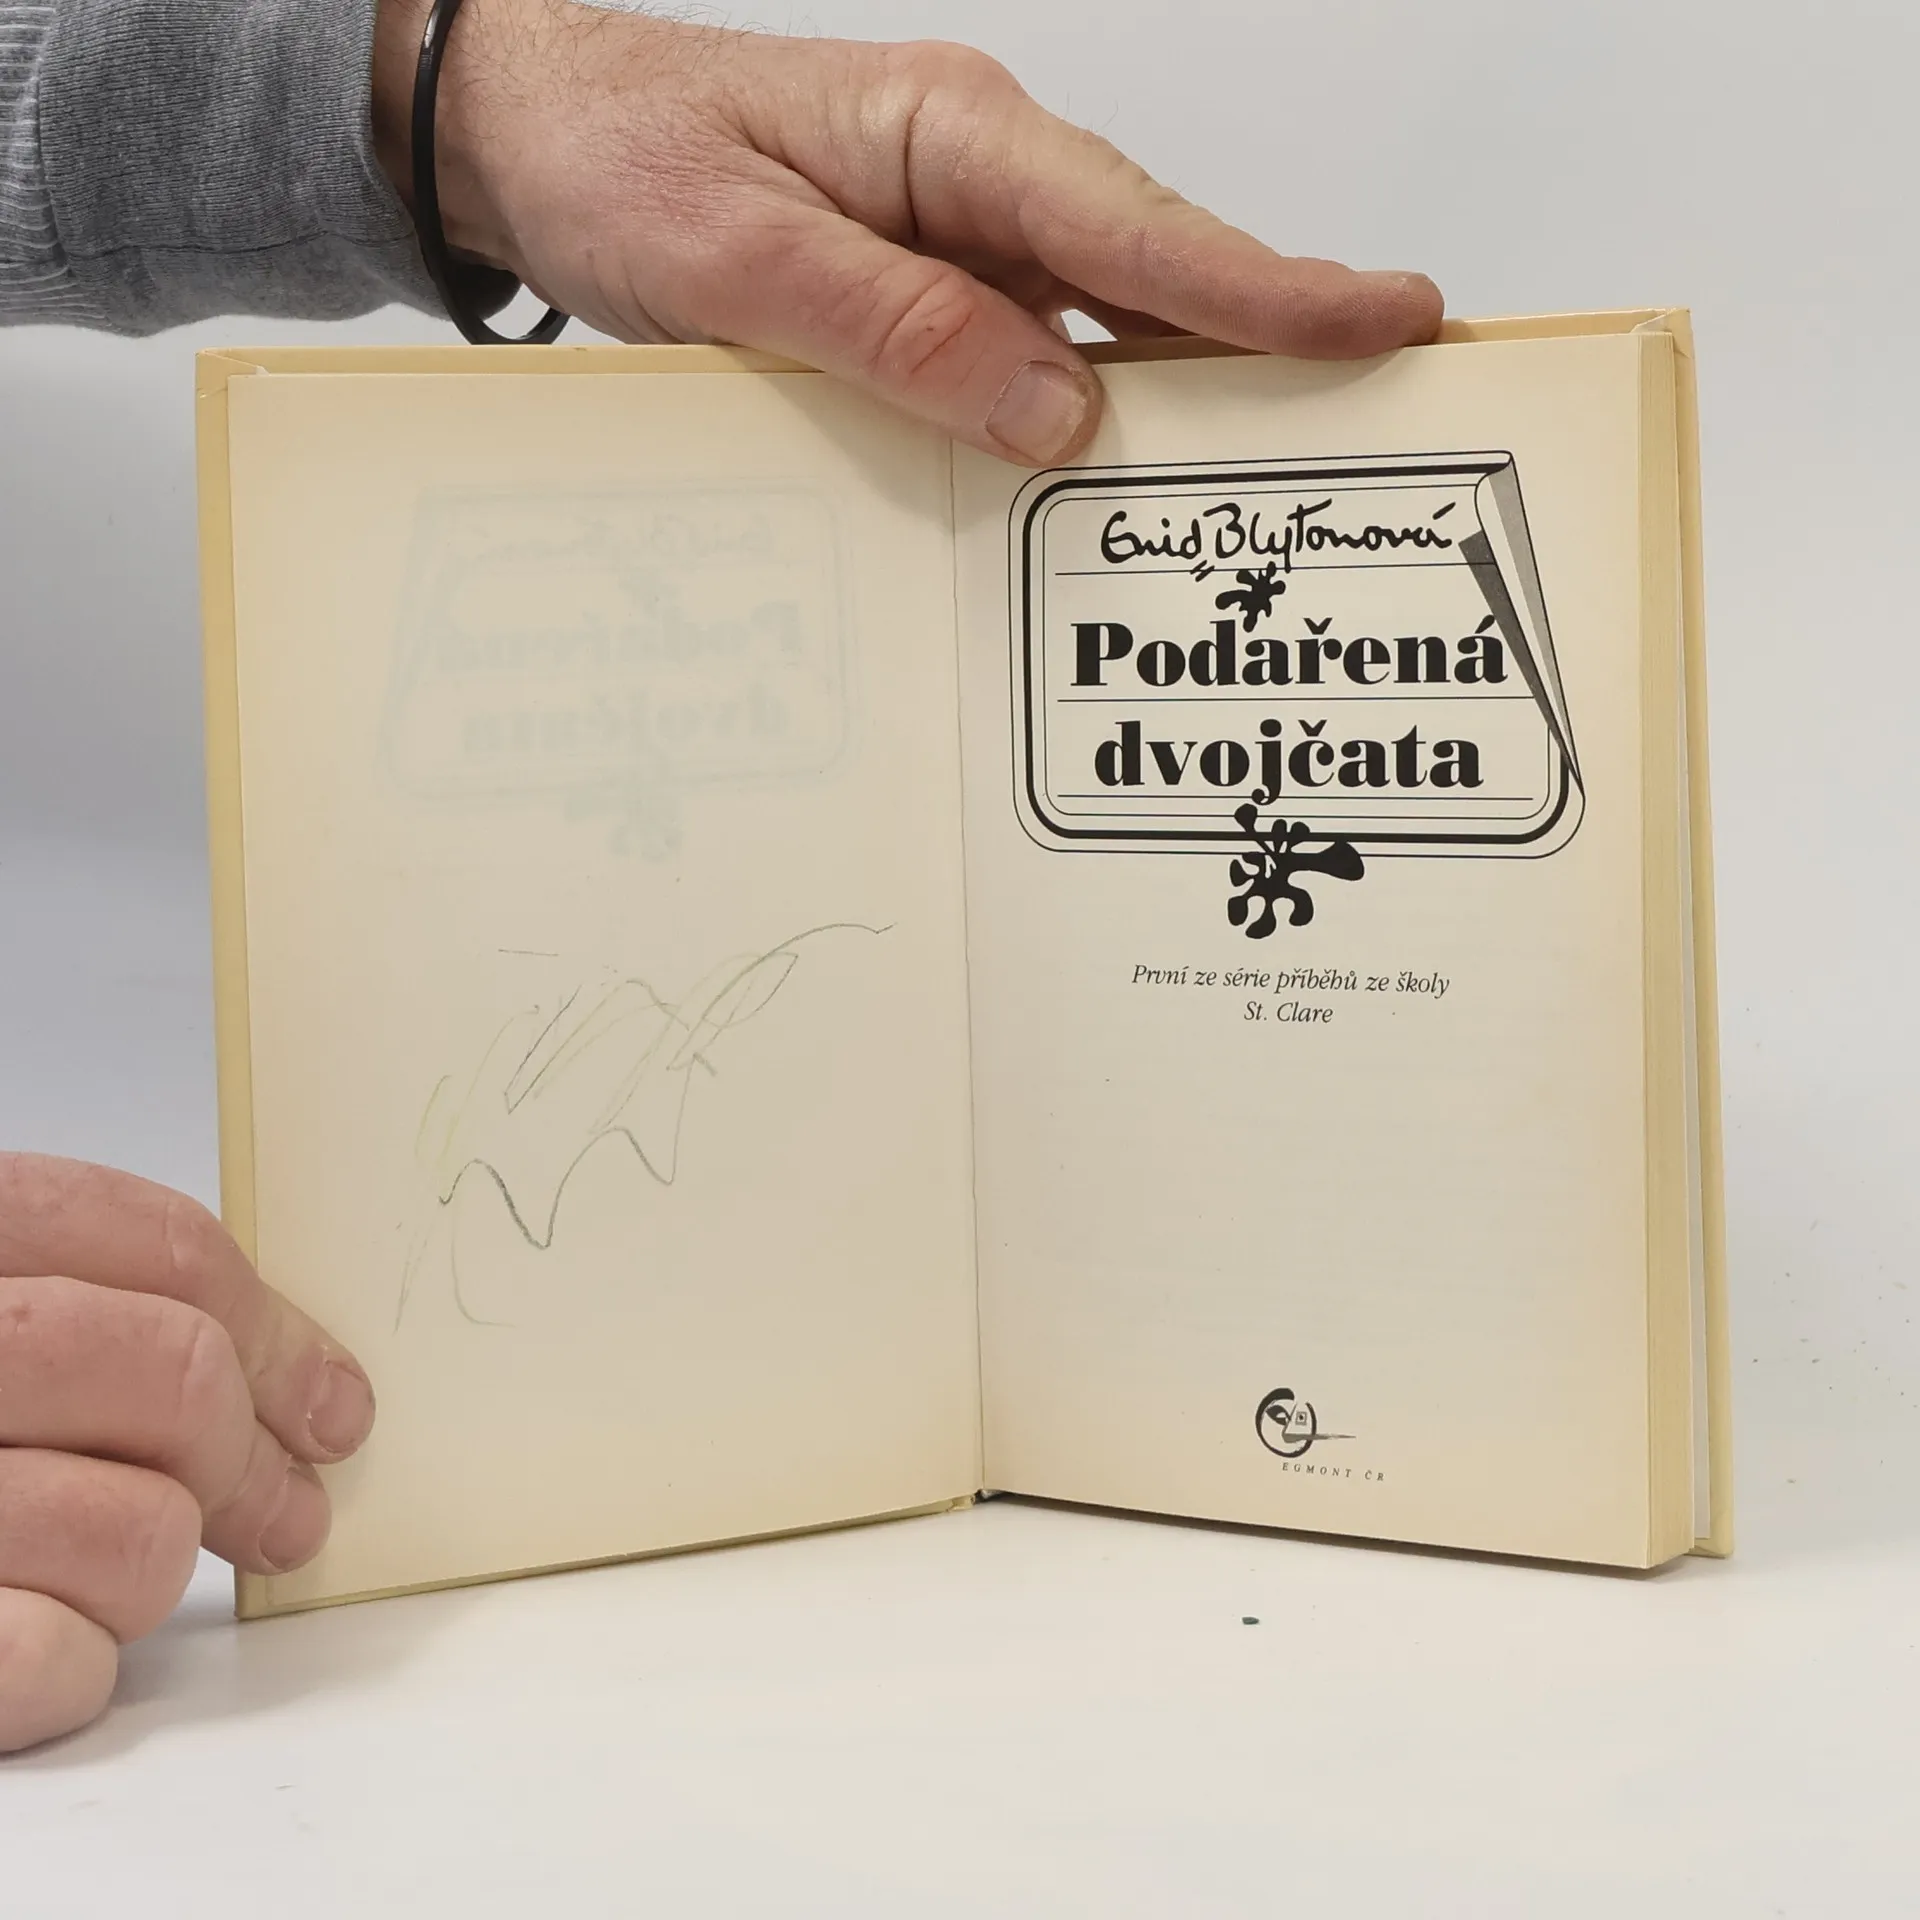 Enid Blytonová
Podařená
dvojčata
První ze série příběhů ze školy
St. Clare
EGMONT ČR